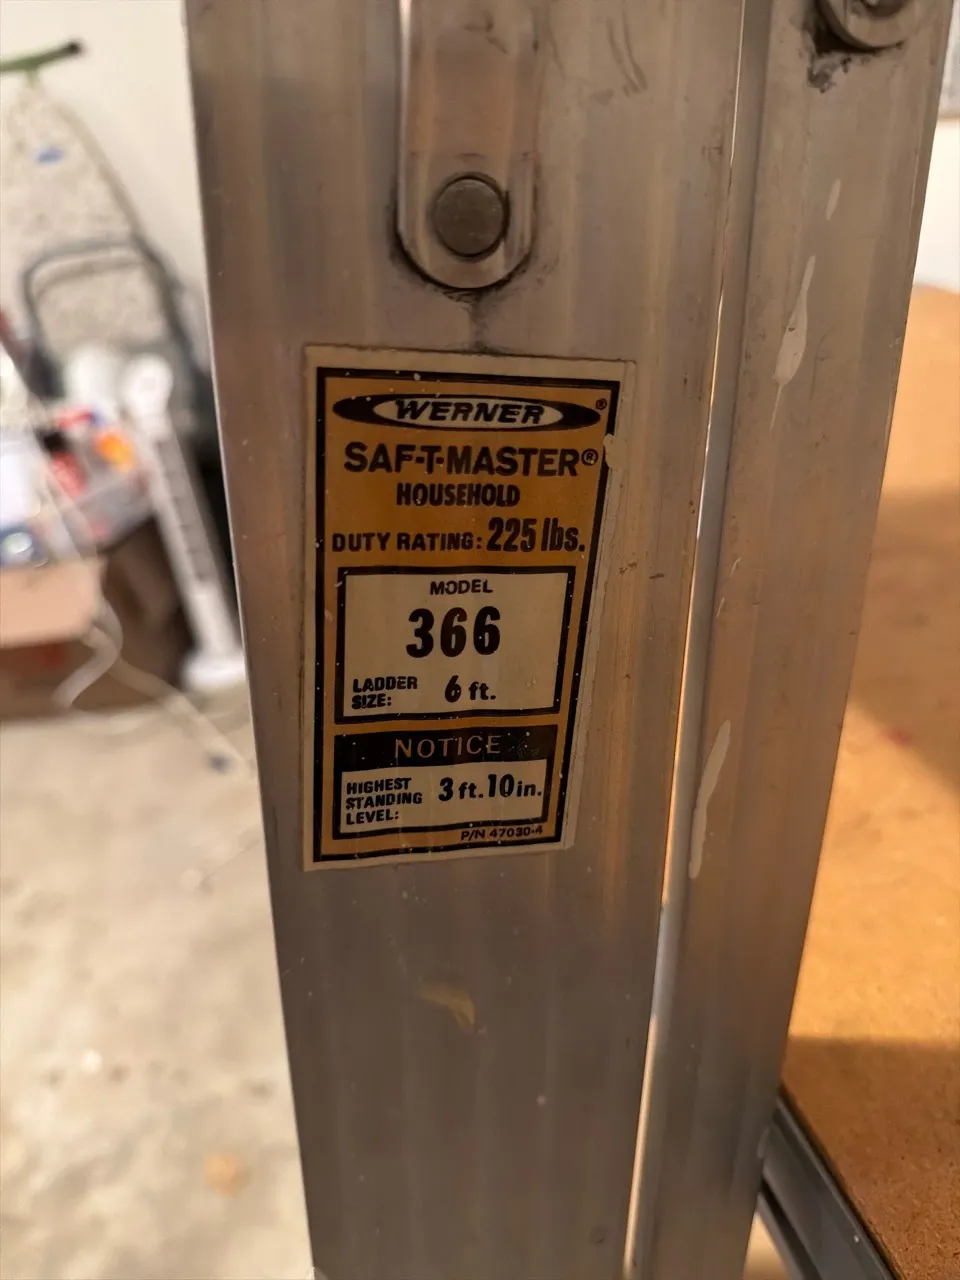 WERNER®
SAF-T-MASTER®
HOUSEHOLD
DUTY RATING: 225 lbs.
MODEL
366
LADDER
SIZE: 6 ft.
NOTICE
HIGHEST
STANDING 3 ft. 10 in.
LEVEL:
P/N 47030-4